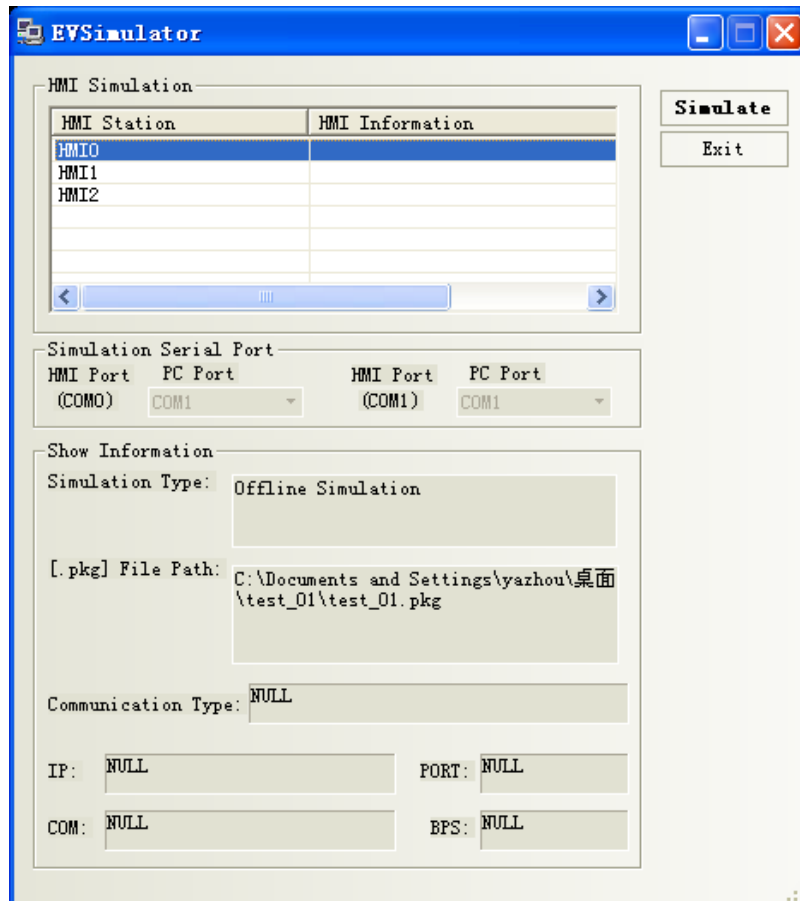 EVSimulator
HMI Simulation
Simulate
HMI Station HMI Information
Exit
HMI0
HMI1
HMI2
Simulation Serial Port
HMI Port PC Port HMI Port PC Port
(COM0) COM1 (COM1) COM1
Show Information
Simulation Type: Offline Simulation
[.pkg] File Path: C:\Documents and Settings\yazhou\桌面
\test_01\test_01.pkg
Communication Type: NULL
IP: NULL PORT: NULL
COM: NULL BPS: NULL